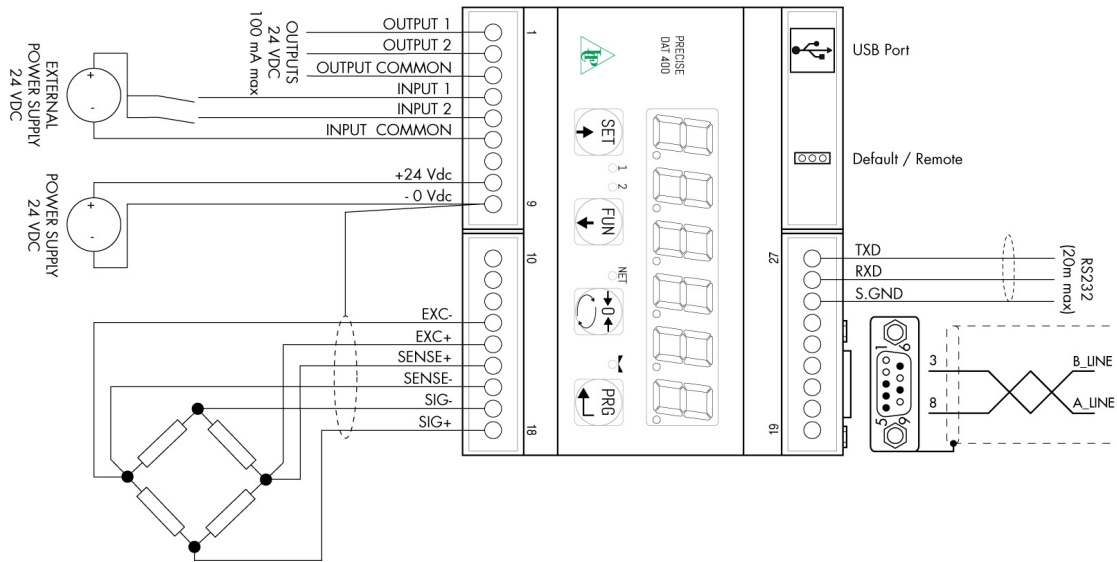 OUTPUT 1
OUTPUT 2
OUTPUT COMMON
INPUT 1
INPUT 2
INPUT COMMON
+24 Vdc
- 0 Vdc
OUTPUTS
24 VDC
100 mA max
EXTERNAL
POWER SUPPLY
24 VDC
+
-
POWER SUPPLY
24 VDC
+
-
1
9
10
18
EXC-
EXC+
SENSE+
SENSE-
SIG-
SIG+
PRECISE
DAT 400
SET
1
2
FUN
NET
0
PRG
USB Port
Default / Remote
27
19
TXD
RXD
S.GND
RS232
(20m max)
1
6
5
9
3
8
B_LINE
A_LINE